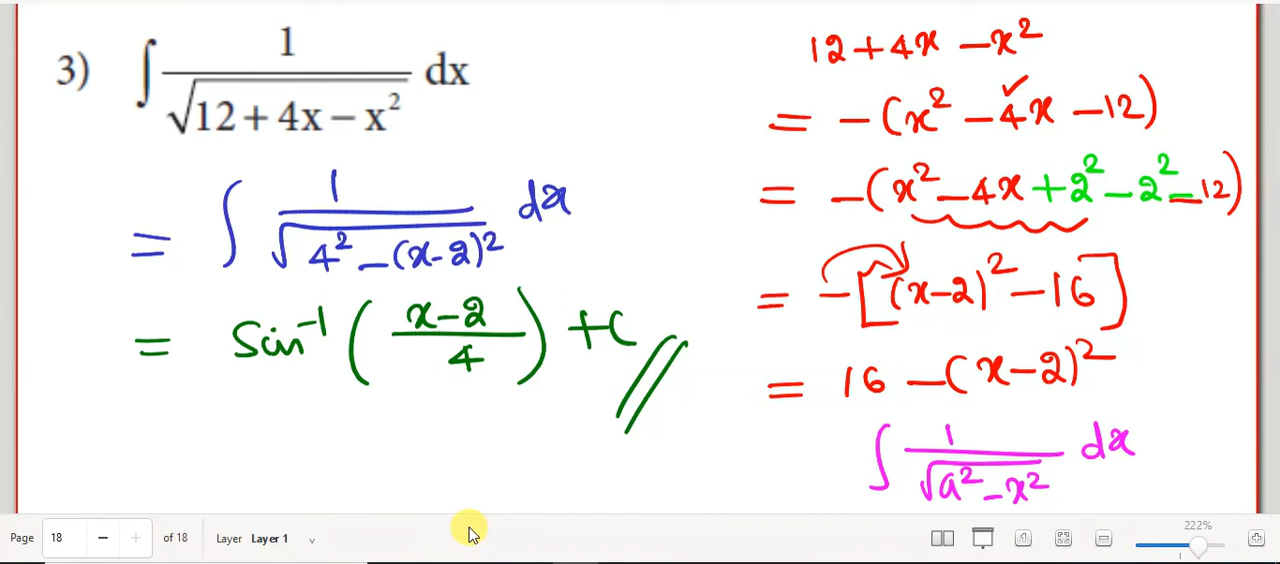 3) ∫ 1/√(12 + 4x − x²) dx
= ∫ 1/√(4² − (x−2)²) dx
= Sin⁻¹ ((x−2)/4) + C //
12 + 4x − x²
= −(x² − 4x − 12)
= −(x² − 4x + 2² − 2² − 12)
= −[(x−2)² − 16]
= 16 − (x−2)²
∫ 1/√(a² − x²) dx
Page 18 − + of 18 Layer Layer 1 222%